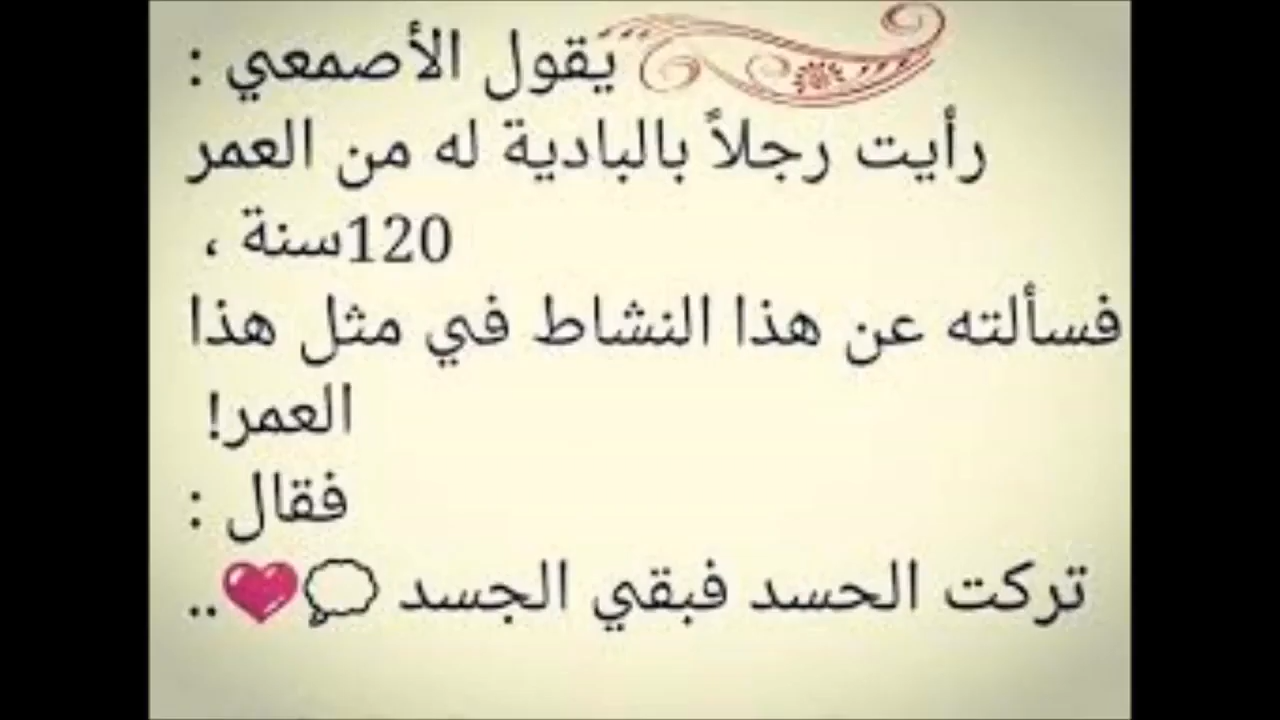 يقول الأصمعي :
رأيت رجلاً بالبادية له من العمر
120سنة ،
فسألته عن هذا النشاط في مثل هذا
العمر!
فقال :
تركت الحسد فبقي الجسد 💭💖..